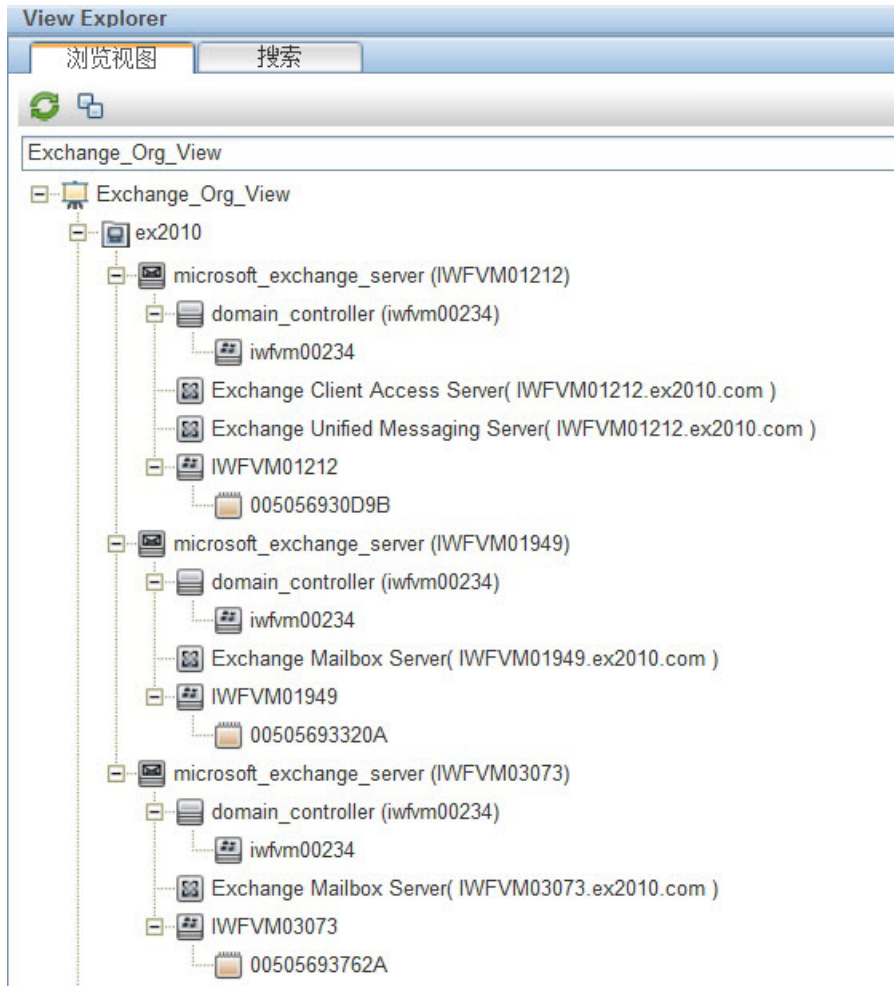 View Explorer
浏览视图 搜索
Exchange_Org_View
Exchange_Org_View
ex2010
microsoft_exchange_server (IWFVM01212)
domain_controller (iwfvm00234)
iwfvm00234
Exchange Client Access Server( IWFVM01212.ex2010.com )
Exchange Unified Messaging Server( IWFVM01212.ex2010.com )
IWFVM01212
005056930D9B
microsoft_exchange_server (IWFVM01949)
domain_controller (iwfvm00234)
iwfvm00234
Exchange Mailbox Server( IWFVM01949.ex2010.com )
IWFVM01949
00505693320A
microsoft_exchange_server (IWFVM03073)
domain_controller (iwfvm00234)
iwfvm00234
Exchange Mailbox Server( IWFVM03073.ex2010.com )
IWFVM03073
00505693762A